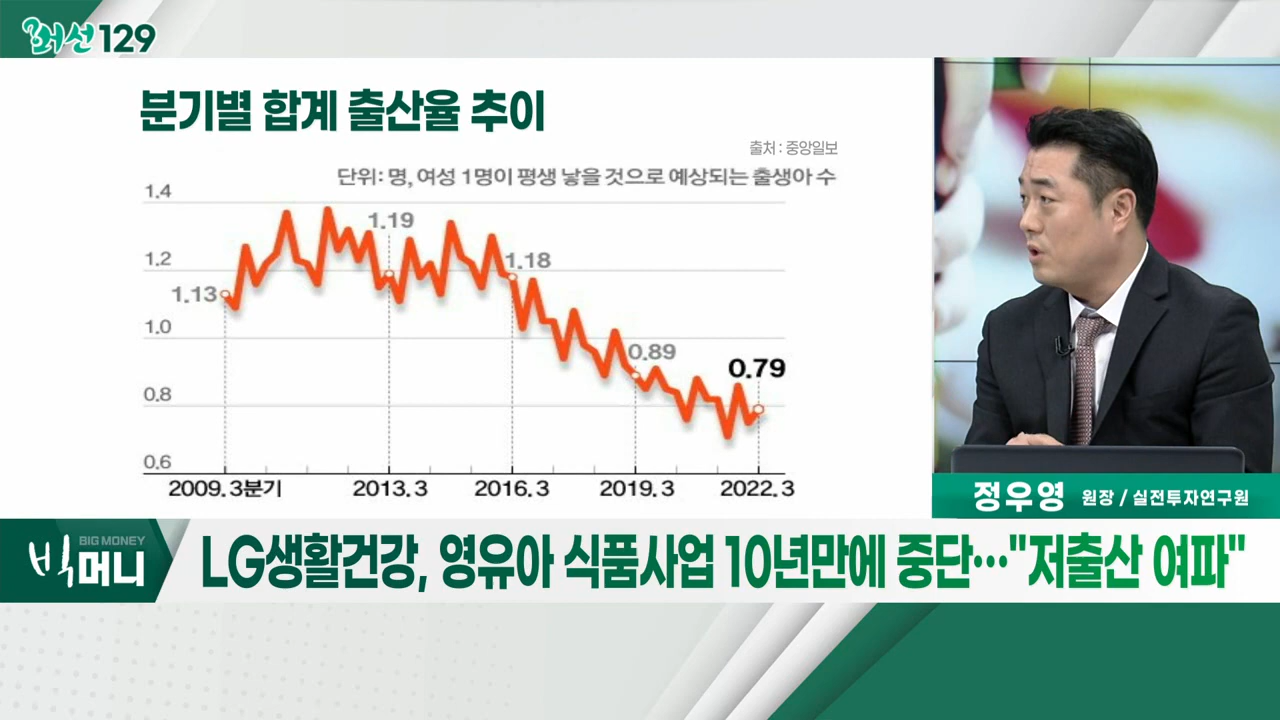 머선129
분기별 합계 출산율 추이
출처 : 중앙일보
단위: 명, 여성 1명이 평생 낳을 것으로 예상되는 출생아 수
1.4
1.2
1.0
0.8
0.6
1.13
1.19
1.18
0.89
0.79
2009. 3분기
2013. 3
2016. 3
2019. 3
2022. 3
정우영 원장 / 실전투자연구원
BIG MONEY
빅머니
LG생활건강, 영유아 식품사업 10년만에 중단…"저출산 여파"